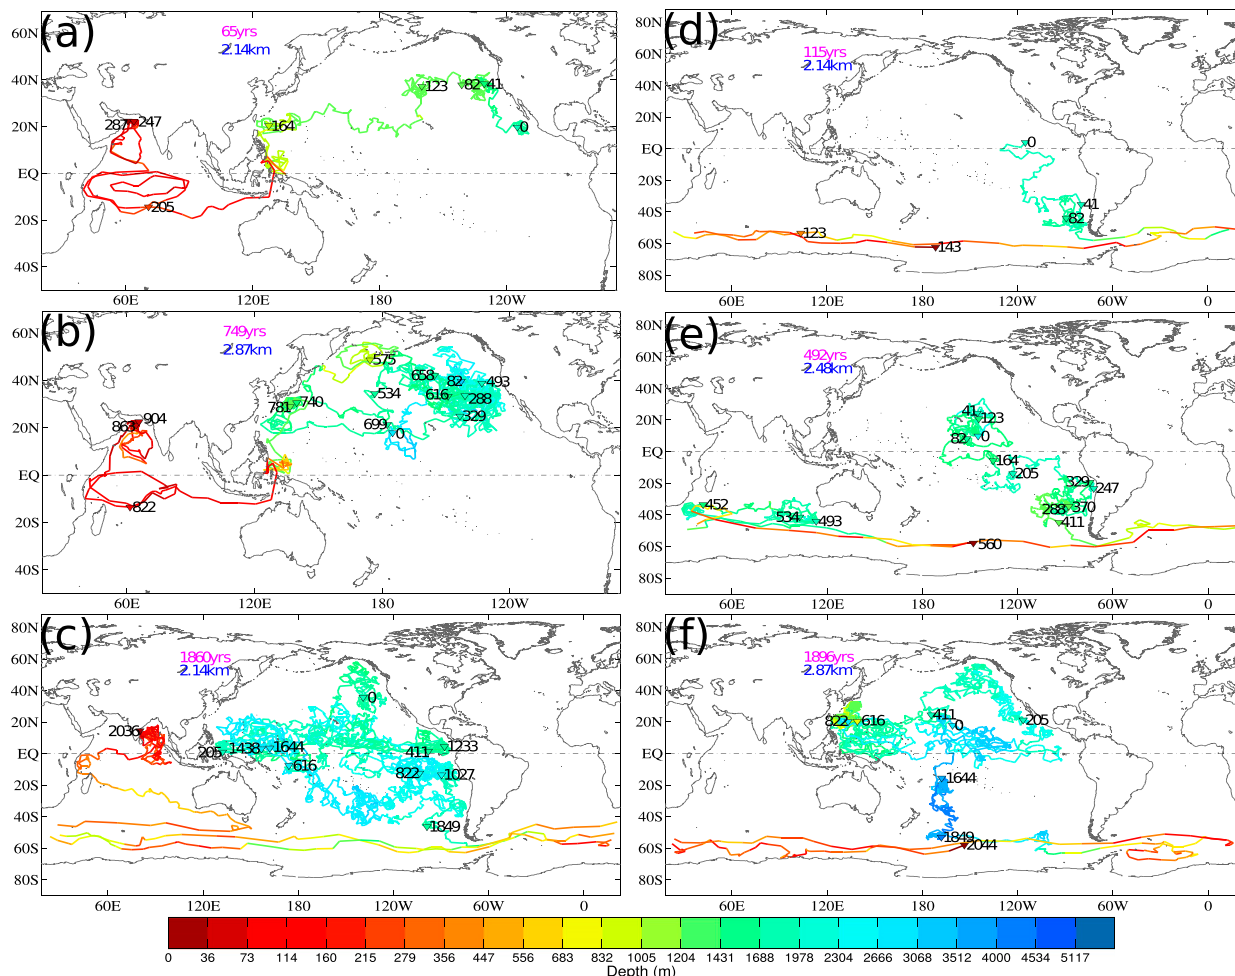 (a)
65yrs
2.14km
60N
40N
20N
EQ
20S
40S
60E
120E
180
120W
287
247
205
164
123
82
41
0
(d)
115yrs
2.14km
80N
60N
40N
20N
EQ
20S
40S
60S
80S
60E
120E
180
120W
60W
0
0
41
82
123
143
(b)
749yrs
2.87km
60N
40N
20N
EQ
20S
40S
60E
120E
180
120W
575
658
82
493
534
616
288
329
740
781
699
0
904
863
822
(e)
492yrs
2.48km
80N
60N
40N
20N
EQ
20S
40S
60S
80S
60E
120E
180
120W
60W
0
41
123
82
0
164
205
329
247
288
370
411
452
534
493
560
(c)
1860yrs
2.14km
80N
60N
40N
20N
EQ
20S
40S
60S
80S
60E
120E
180
120W
60W
0
0
2036
205
1438
1644
616
411
1233
822
1027
1849
(f)
1896yrs
2.87km
80N
60N
40N
20N
EQ
20S
40S
60S
80S
60E
120E
180
120W
60W
0
822
616
411
0
205
1644
1849
2044
0 36 73 114 160 215 279 356 447 556 683 832 1005 1204 1431 1688 1978 2304 2666 3068 3512 4000 4534 5117
Depth (m)